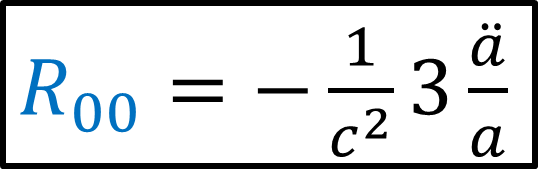 R₀₀ = − 1/c² 3 ä/a